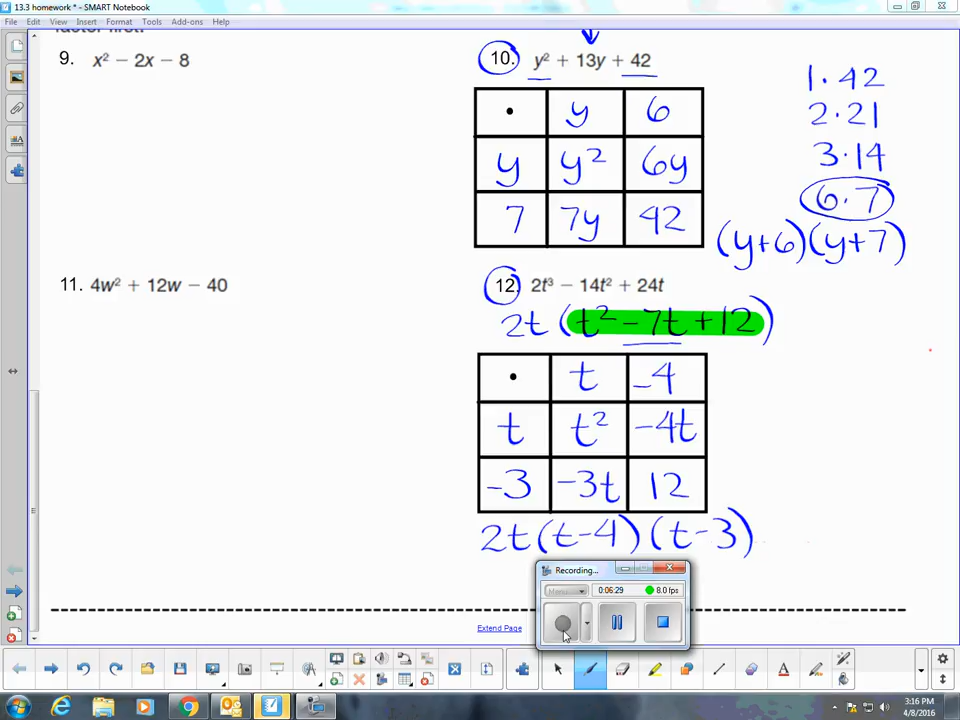 13.3 homework * - SMART Notebook
File Edit View Insert Format Tools Add-ons Help
factor first.
9. x² − 2x − 8
10. y² + 13y + 42
• y 6
y y² 6y
7 7y 42
1·42
2·21
3·14
6·7
(y+6)(y+7)
11. 4w² + 12w − 40
12. 2t³ − 14t² + 24t
2t (t² −7t +12)
• t −4
t t² −4t
−3 −3t 12
2t(t−4)(t−3)
Recording...
Menu
0:06:29 8.0 fps
Extend Page
3:16 PM
4/8/2016